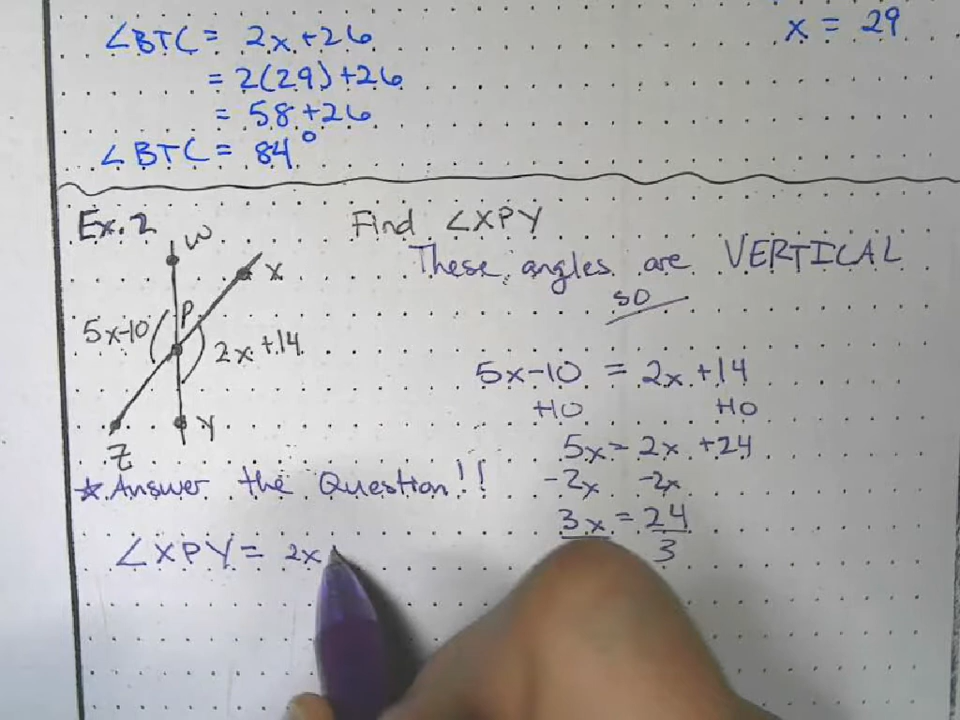 ∠BTC = 2x+26
= 2(29)+26
= 58+26
∠BTC = 84°
x = 29
Ex.2
Find ∠XPY
These angles are VERTICAL
so
W
X
P
5x-10
2x+14
Z
Y
5x-10 = 2x+14
+10 +10
5x = 2x +24
-2x -2x
3x = 24
3
☆ Answer the Question!!
∠XPY = 2x